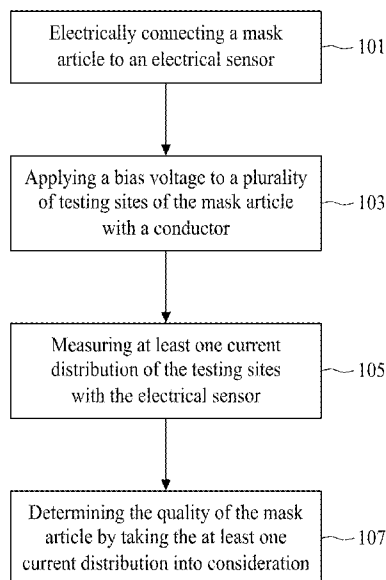 Electrically connecting a mask
article to an electrical sensor
101
Applying a bias voltage to a plurality
of testing sites of the mask article
with a conductor
103
Measuring at least one current
distribution of the testing sites
with the electrical sensor
105
Determining the quality of the mask
article by taking the at least one
current distribution into consideration
107